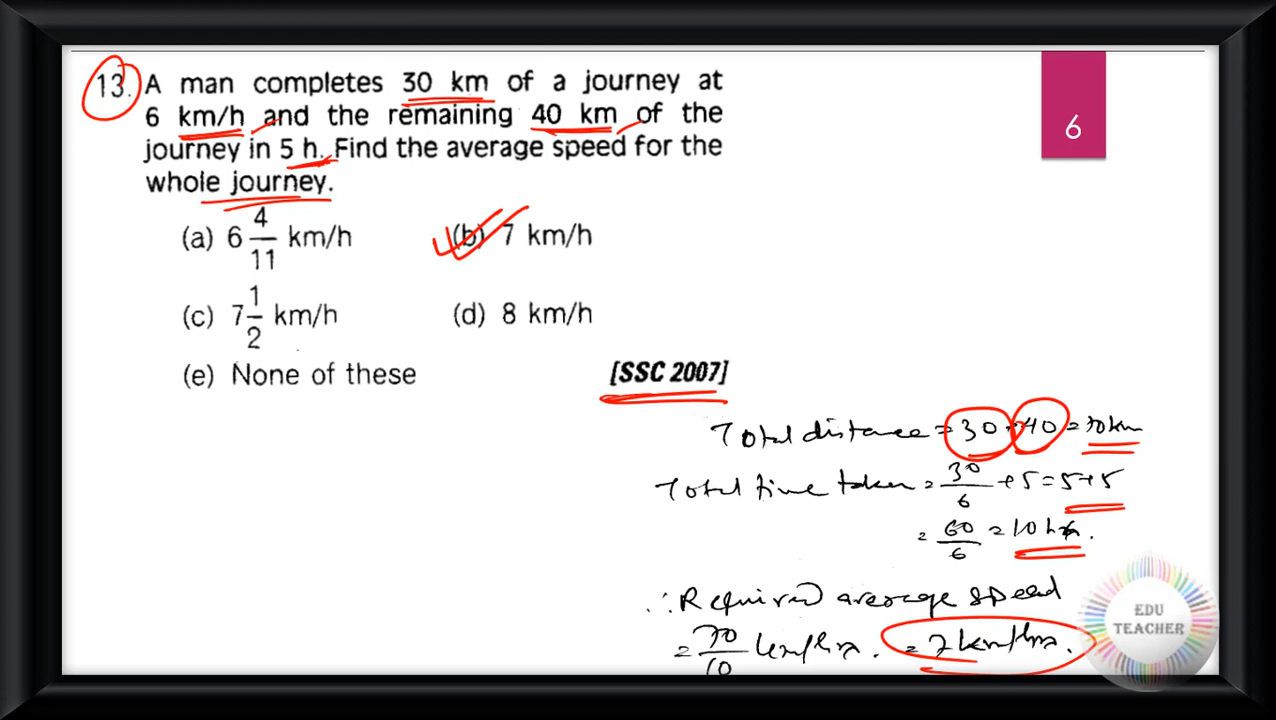 6
13. A man completes 30 km of a journey at
6 km/h and the remaining 40 km of the
journey in 5 h. Find the average speed for the
whole journey.
(a) 6 4/11 km/h
(b) 7 km/h
(c) 7 1/2 km/h
(d) 8 km/h
(e) None of these
[SSC 2007]
Total distance = 30 + 40 = 70 km
Total time taken = 30/6 + 5 = 5+5
= 60/6 = 10 hrs.
∴ Required average speed
= 70/10 km/hrs. = 7 km/hrs.
EDU
TEACHER